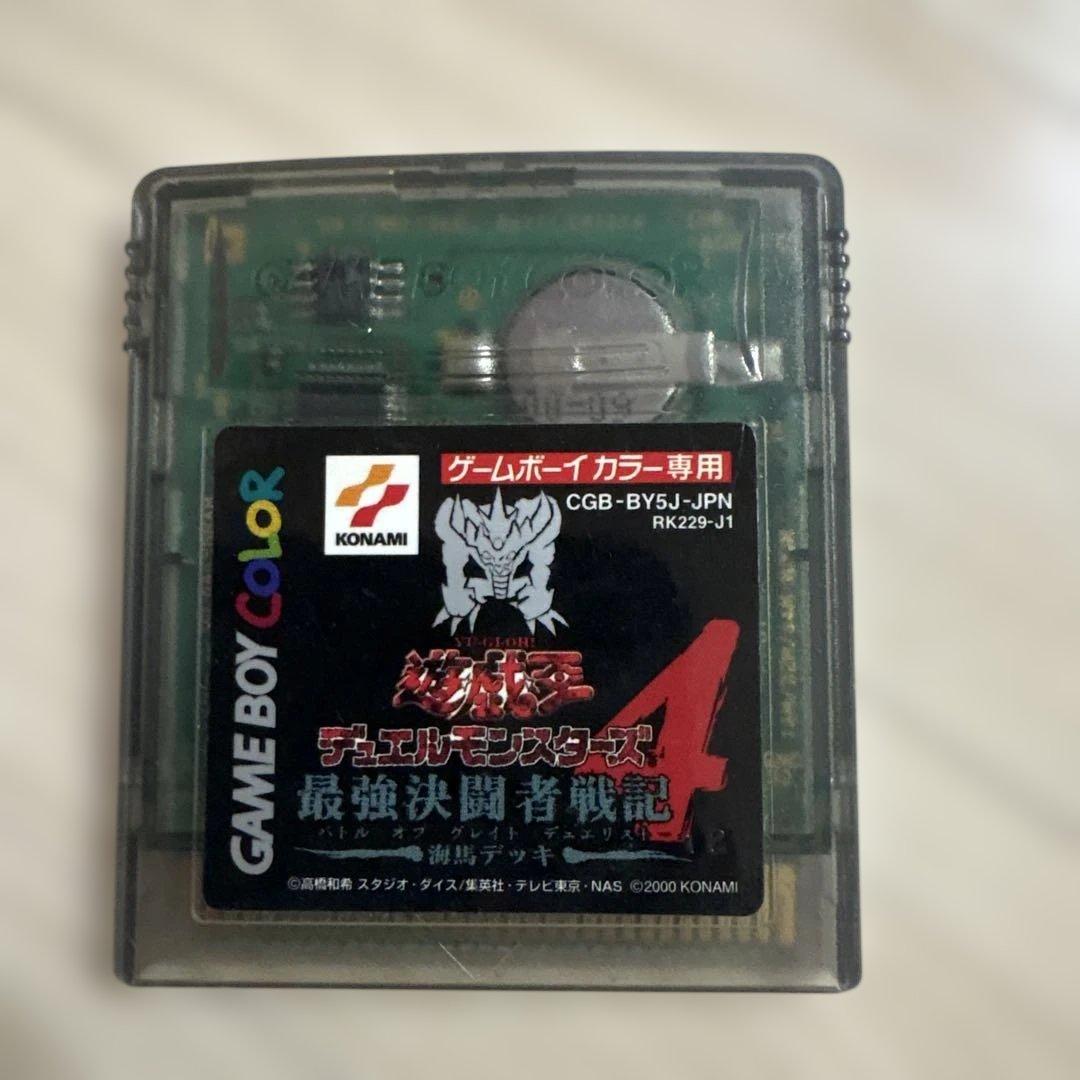 GAME BOY COLOR
GAME BOY COLOR
KONAMI
ゲームボーイカラー専用
CGB-BY5J-JPN
RK229-J1
YU-GI-OH!
遊戯王
デュエルモンスターズ4
最強決闘者戦記
バトル オブ グレイト デュエリスト
海馬デッキ
©高橋和希 スタジオ・ダイス/集英社・テレビ東京・NAS ©2000 KONAMI